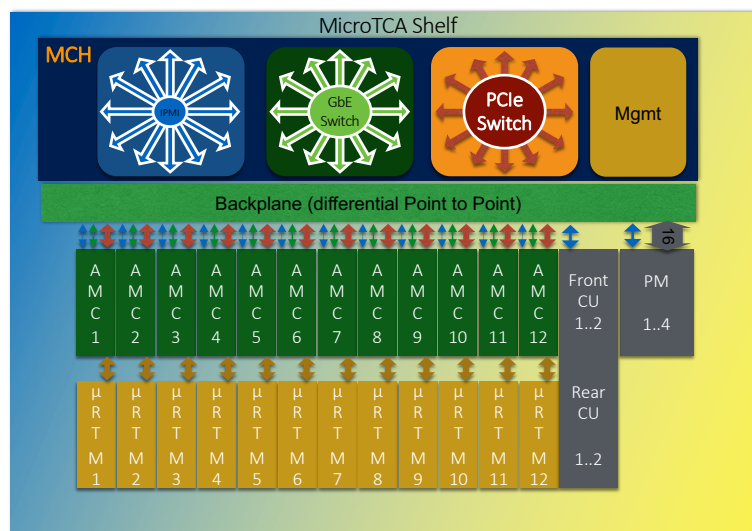 MicroTCA Shelf
MCH
IPMI
GbE
Switch
PCIe
Switch
Mgmt
Backplane (differential Point to Point)
16
A A A A A A A A A A A A
M M M M M M M M M M M M
C C C C C C C C C C C C
1 2 3 4 5 6 7 8 9 10 11 12
Front
CU
1..2
PM
1..4
μ μ μ μ μ μ μ μ μ μ μ μ
R R R R R R R R R R R R
T T T T T T T T T T T T
M M M M M M M M M M M M
1 2 3 4 5 6 7 8 9 10 11 12
Rear
CU
1..2